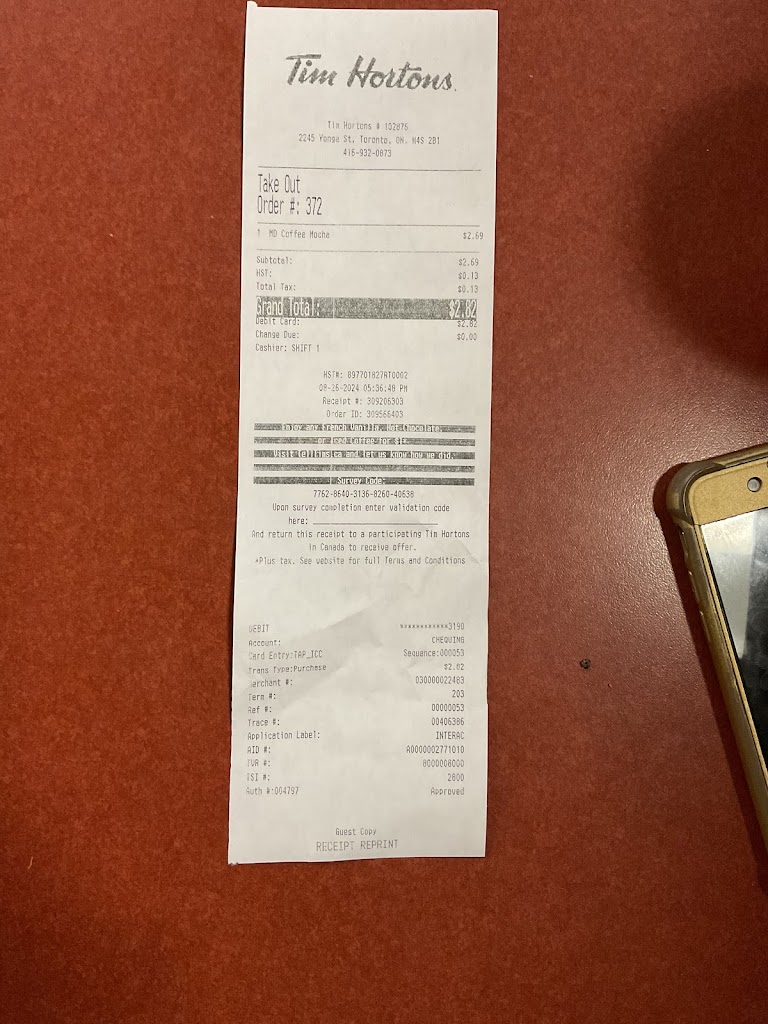 Tim Hortons.
Tim Hortons # 102876
2245 Yonge St, Toronto, ON. M4S 2B1
416-932-0873
Take Out
Order #: 372
1 MD Coffee Mocha $2.69
Subtotal: $2.69
HST: $0.13
Total Tax: $0.13
Grand Total: $2.82
Debit Card: $2.82
Change Due: $0.00
Cashier: SHIFT 1
HST#: 897701827RT0002
08-26-2024 05:36:48 PM
Receipt #: 309206303
Order ID: 309566403
Enjoy any French Vanilla, Hot Chocolate,
or Iced Coffee for $1*.
Visit telltimsca and let us know how we did.
Survey Code:
7762-8640-3136-0260-40638
Upon survey completion enter validation code
here:
And return this receipt to a participating Tim Hortons
in Canada to receive offer.
*Plus tax. See website for full Terms and Conditions
DEBIT ************3190
Account: CHEQUING
Card Entry:TAP_ICC Sequence:000053
Trans Type:Purchase $2.82
Merchant #: 030000022483
Term #: 203
Ref #: 00000053
Trace #: 00406386
Application Label: INTERAC
AID #: A0000002771010
TVR #: 8000008000
TSI #: 2800
Auth #:004797 Approved
Guest Copy
RECEIPT REPRINT